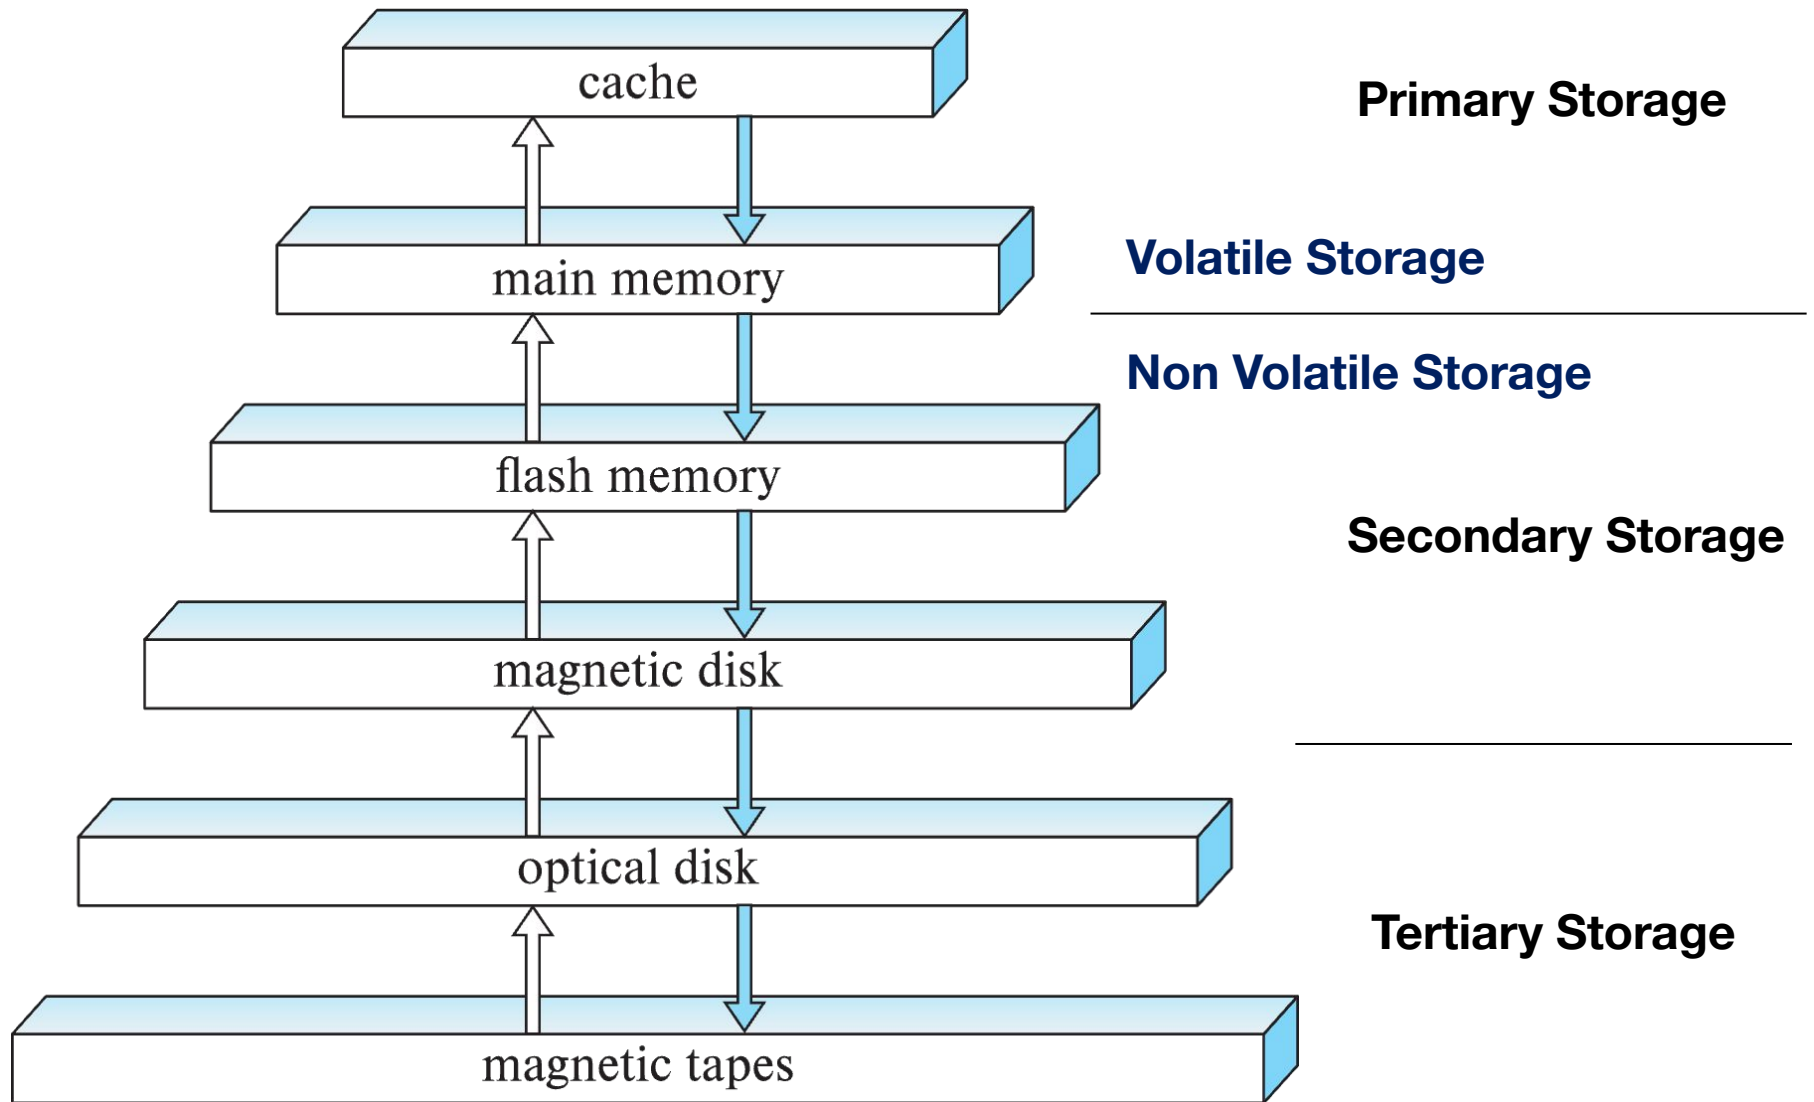 cache
Primary Storage
main memory
Volatile Storage
Non Volatile Storage
flash memory
Secondary Storage
magnetic disk
optical disk
Tertiary Storage
magnetic tapes